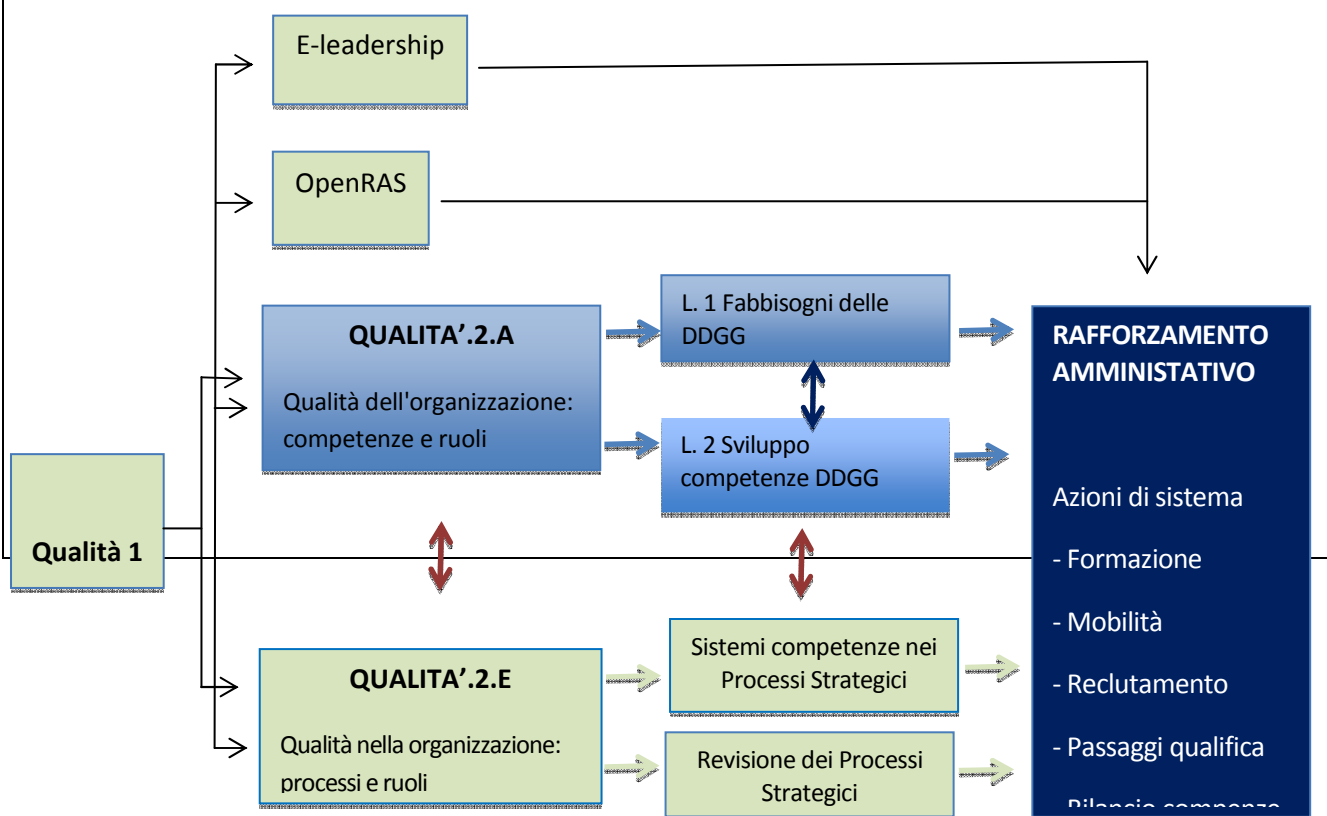 E-leadership
OpenRAS
QUALITA’.2.A
Qualità dell'organizzazione:
competenze e ruoli
L. 1 Fabbisogni delle
DDGG
L. 2 Sviluppo
competenze DDGG
Qualità 1
QUALITA’.2.E
Qualità nella organizzazione:
processi e ruoli
Sistemi competenze nei
Processi Strategici
Revisione dei Processi
Strategici
RAFFORZAMENTO
AMMINISTATIVO
Azioni di sistema
- Formazione
- Mobilità
- Reclutamento
- Passaggi qualifica